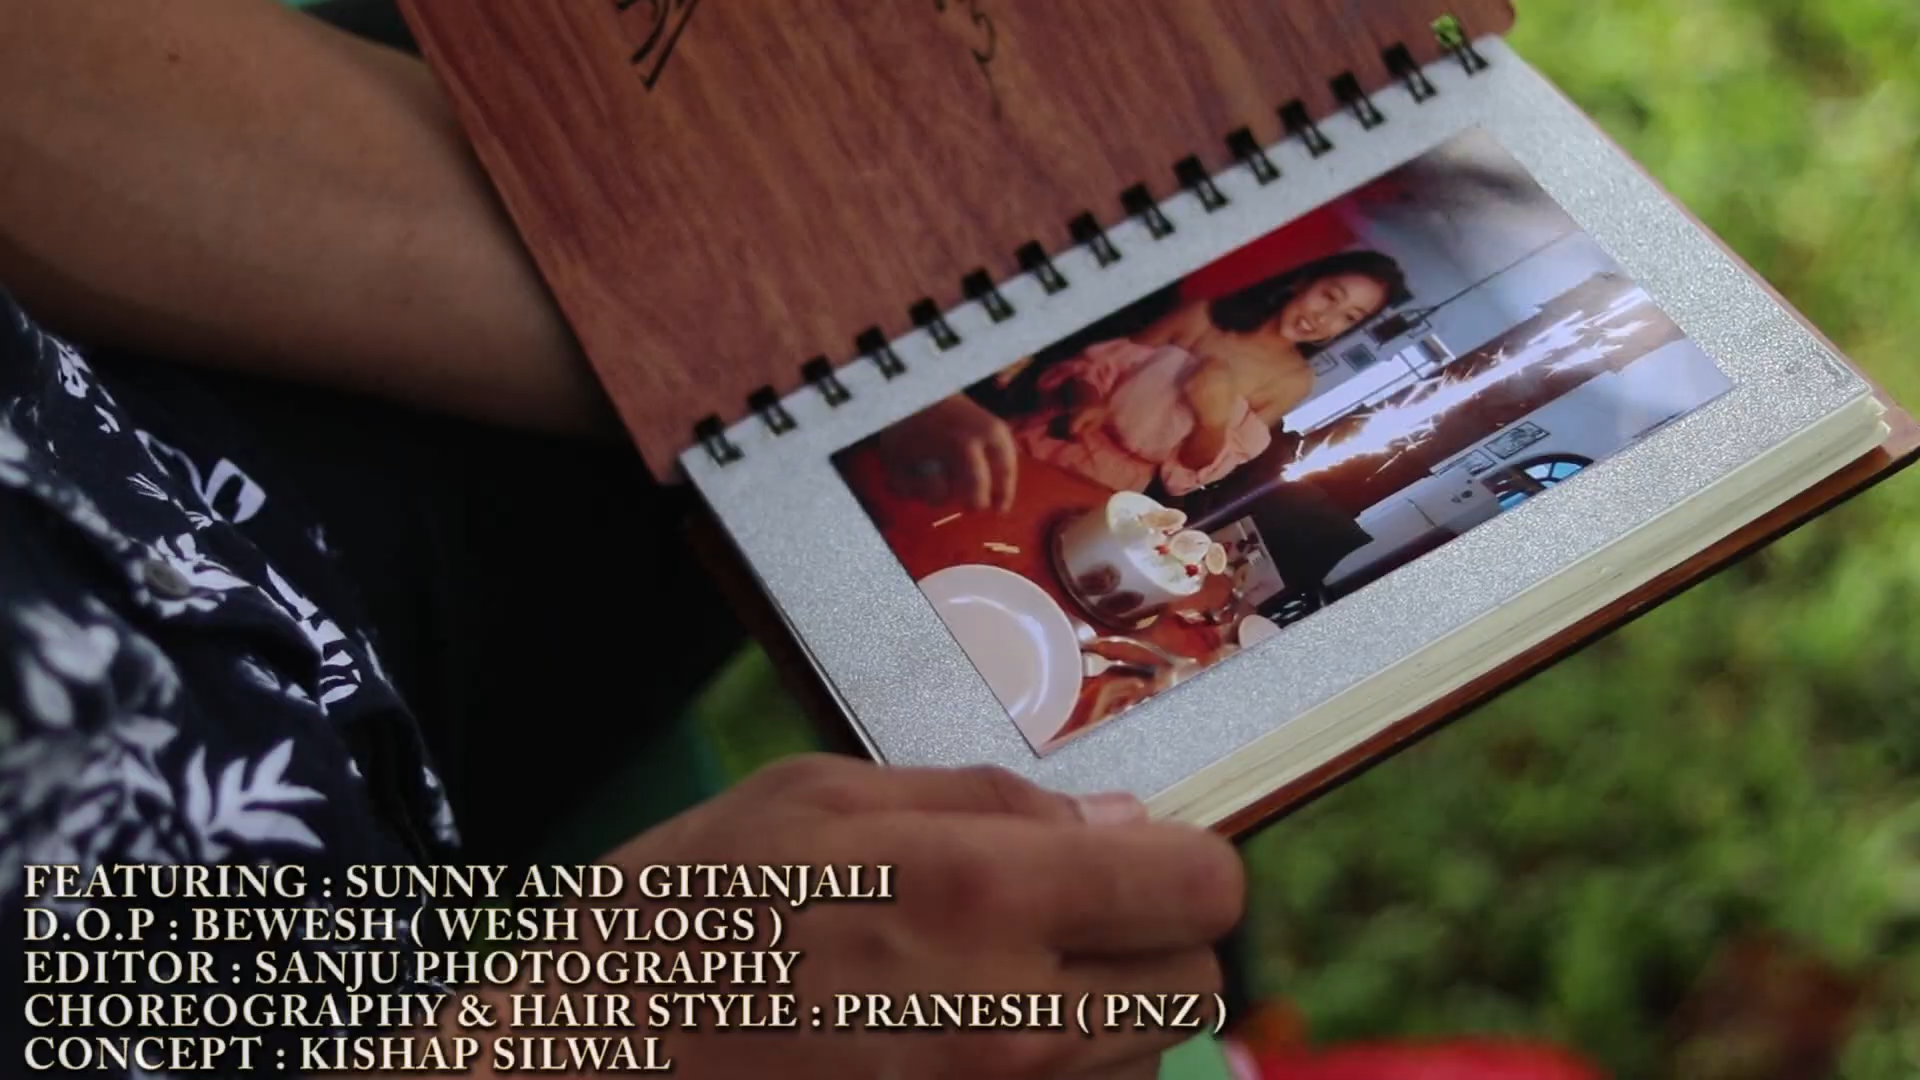 FEATURING : SUNNY AND GITANJALI
D.O.P : BEWESH ( WESH VLOGS )
EDITOR : SANJU PHOTOGRAPHY
CHOREOGRAPHY & HAIR STYLE : PRANESH ( PNZ )
CONCEPT : KISHAP SILWAL